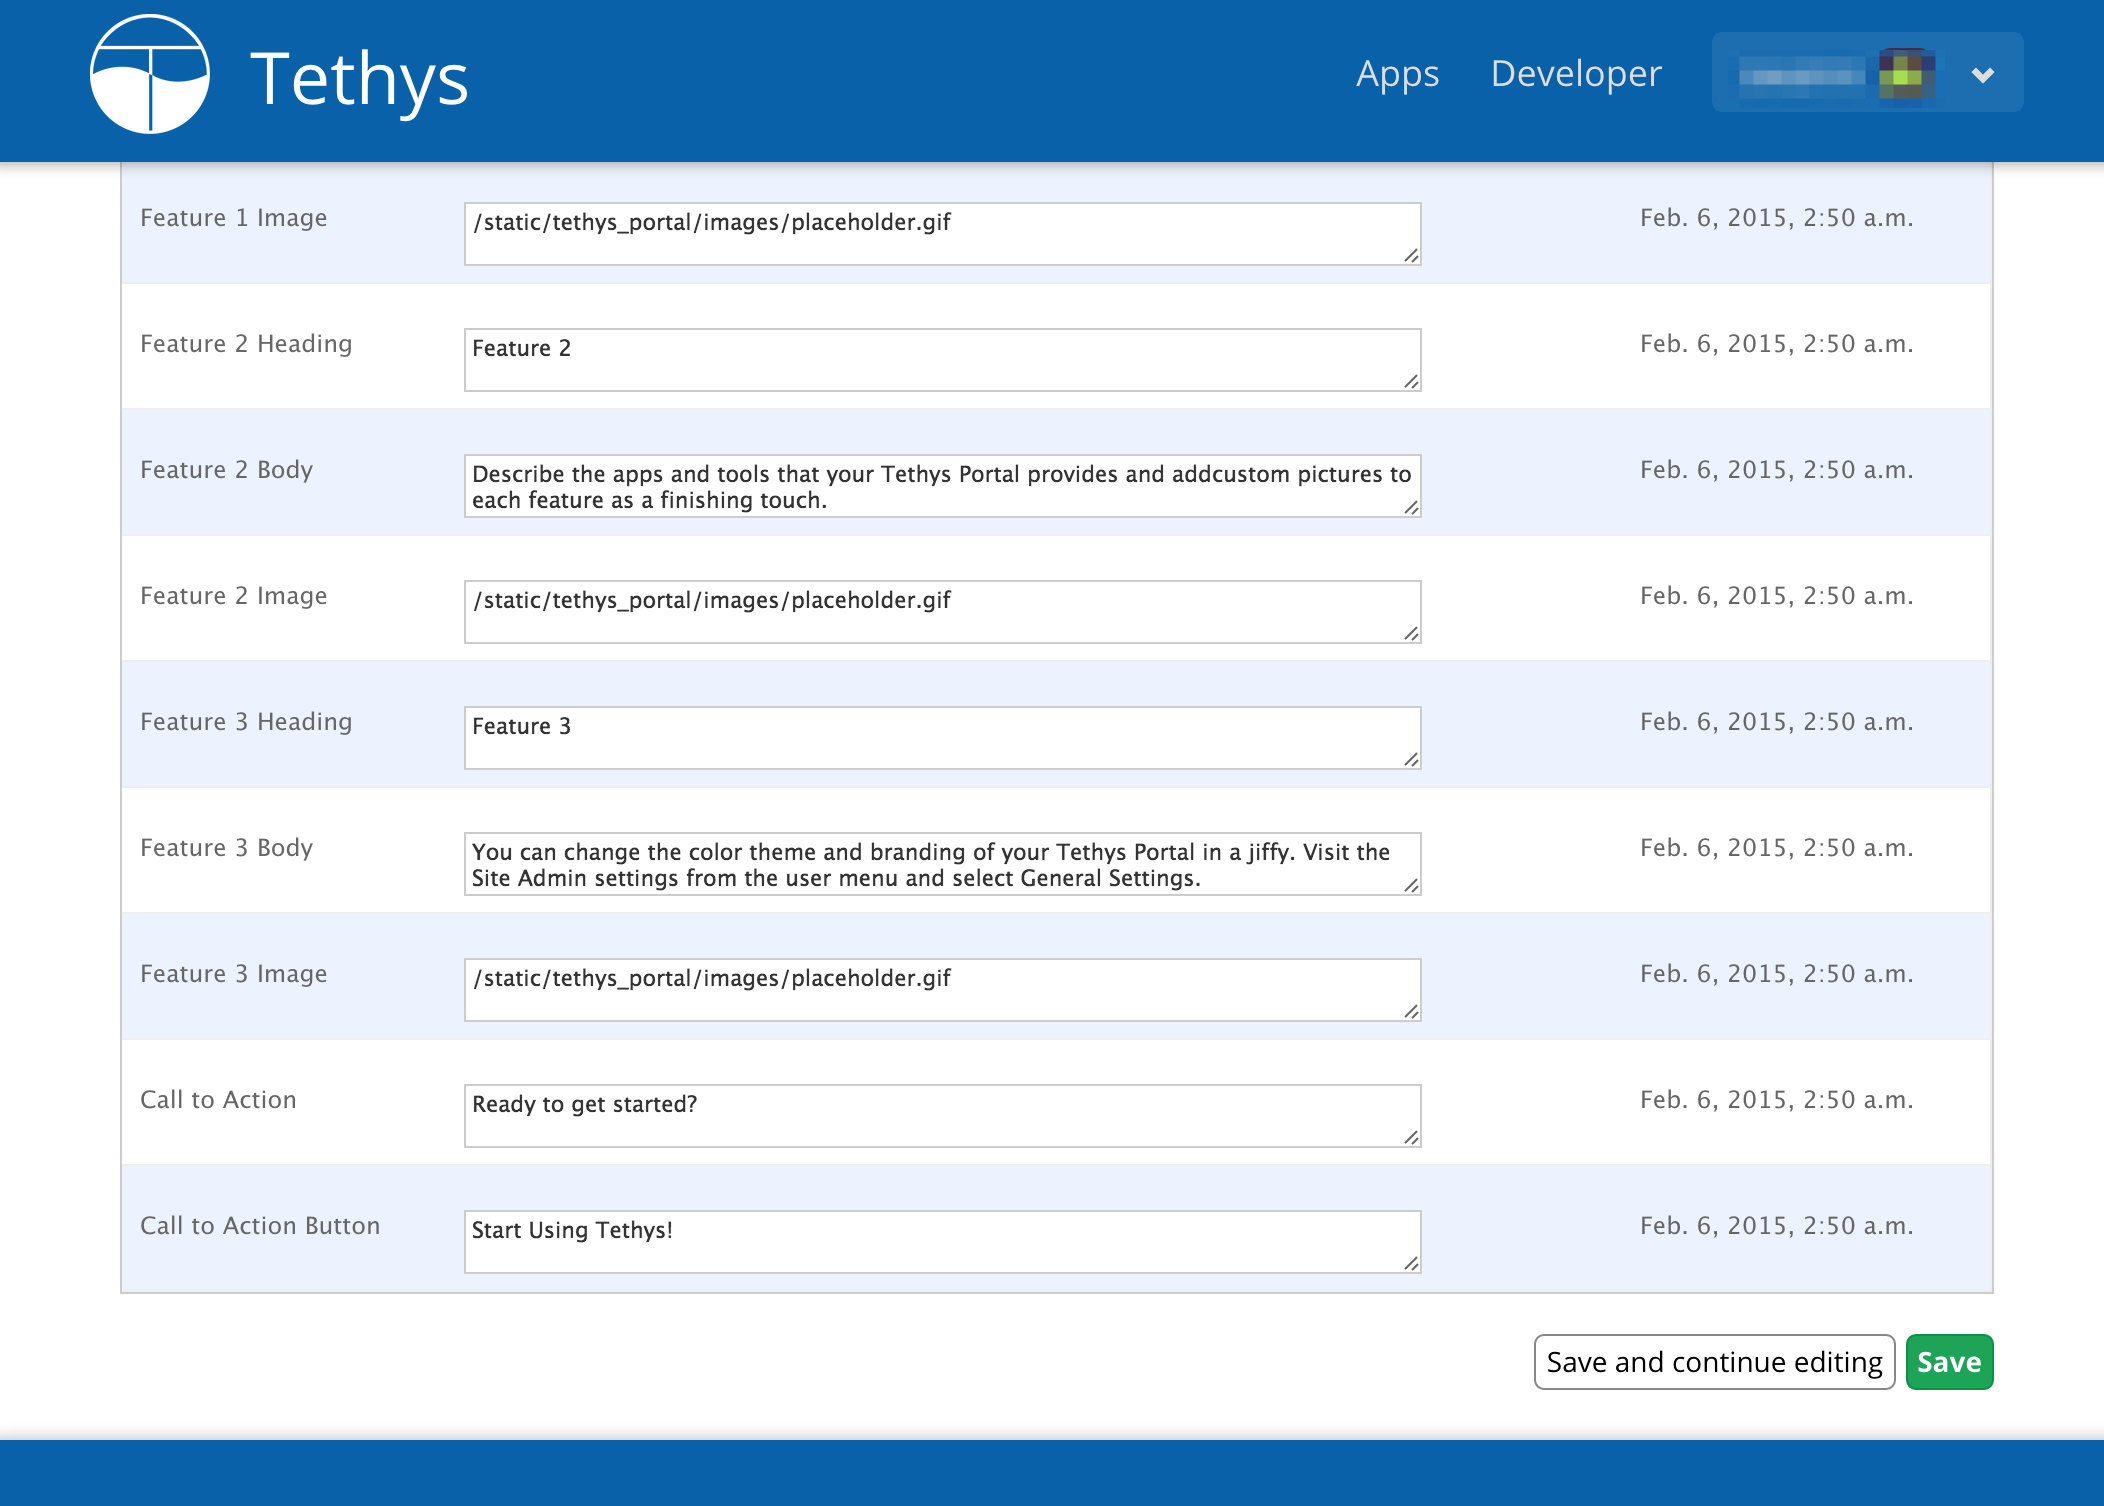 Tethys
Apps Developer
Feature 1 Image /static/tethys_portal/images/placeholder.gif Feb. 6, 2015, 2:50 a.m.
Feature 2 Heading Feature 2 Feb. 6, 2015, 2:50 a.m.
Feature 2 Body Describe the apps and tools that your Tethys Portal provides and addcustom pictures to Feb. 6, 2015, 2:50 a.m.
each feature as a finishing touch.
Feature 2 Image /static/tethys_portal/images/placeholder.gif Feb. 6, 2015, 2:50 a.m.
Feature 3 Heading Feature 3 Feb. 6, 2015, 2:50 a.m.
Feature 3 Body You can change the color theme and branding of your Tethys Portal in a jiffy. Visit the Feb. 6, 2015, 2:50 a.m.
Site Admin settings from the user menu and select General Settings.
Feature 3 Image /static/tethys_portal/images/placeholder.gif Feb. 6, 2015, 2:50 a.m.
Call to Action Ready to get started? Feb. 6, 2015, 2:50 a.m.
Call to Action Button Start Using Tethys! Feb. 6, 2015, 2:50 a.m.
Save and continue editing Save